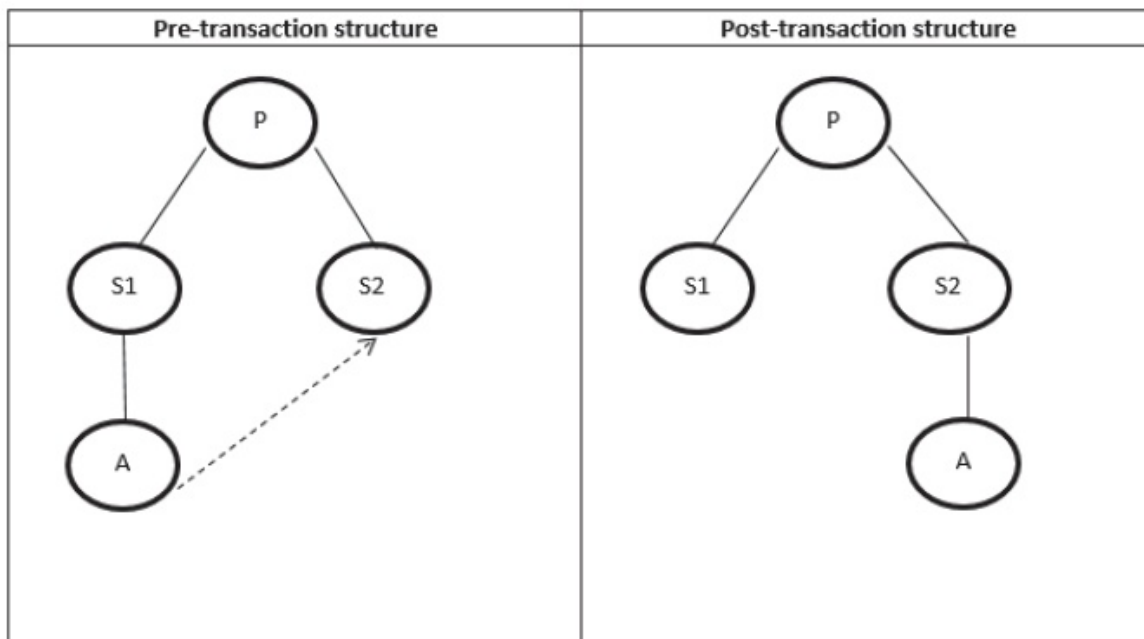 Pre-transaction structure
Post-transaction structure
P
P
S1
S2
S1
S2
A
A